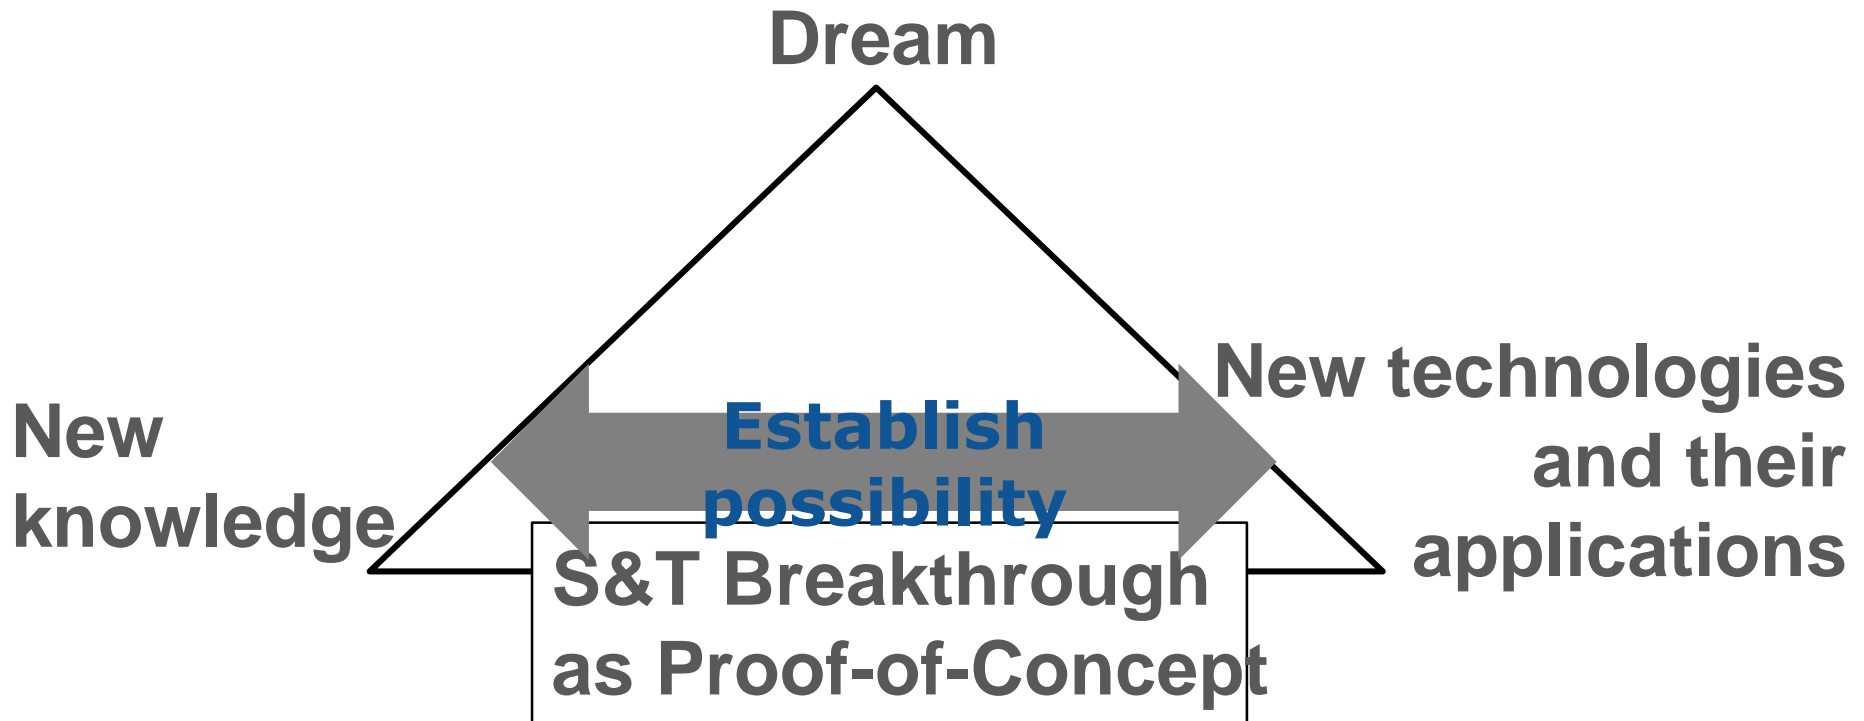 Dream
New
knowledge
Establish
possibility
New technologies
and their
applications
S&T Breakthrough
as Proof-of-Concept